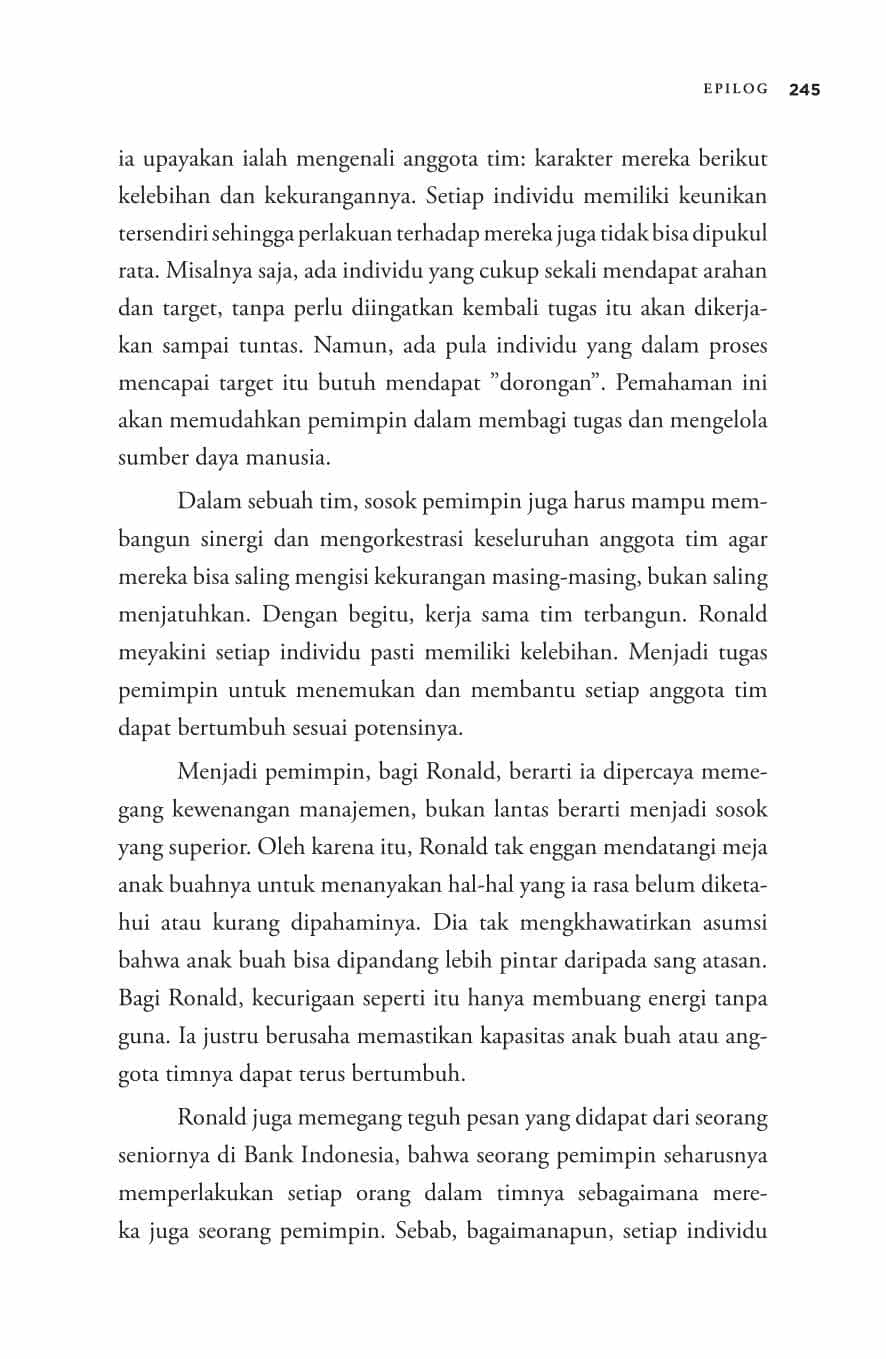 EPILOG 245
ia upayakan ialah mengenali anggota tim: karakter mereka berikut
kelebihan dan kekurangannya. Setiap individu memiliki keunikan
tersendiri sehingga perlakuan terhadap mereka juga tidak bisa dipukul
rata. Misalnya saja, ada individu yang cukup sekali mendapat arahan
dan target, tanpa perlu diingatkan kembali tugas itu akan dikerja-
kan sampai tuntas. Namun, ada pula individu yang dalam proses
mencapai target itu butuh mendapat ”dorongan”. Pemahaman ini
akan memudahkan pemimpin dalam membagi tugas dan mengelola
sumber daya manusia.
Dalam sebuah tim, sosok pemimpin juga harus mampu mem-
bangun sinergi dan mengorkestrasi keseluruhan anggota tim agar
mereka bisa saling mengisi kekurangan masing-masing, bukan saling
menjatuhkan. Dengan begitu, kerja sama tim terbangun. Ronald
meyakini setiap individu pasti memiliki kelebihan. Menjadi tugas
pemimpin untuk menemukan dan membantu setiap anggota tim
dapat bertumbuh sesuai potensinya.
Menjadi pemimpin, bagi Ronald, berarti ia dipercaya meme-
gang kewenangan manajemen, bukan lantas berarti menjadi sosok
yang superior. Oleh karena itu, Ronald tak enggan mendatangi meja
anak buahnya untuk menanyakan hal-hal yang ia rasa belum diketa-
hui atau kurang dipahaminya. Dia tak mengkhawatirkan asumsi
bahwa anak buah bisa dipandang lebih pintar daripada sang atasan.
Bagi Ronald, kecurigaan seperti itu hanya membuang energi tanpa
guna. Ia justru berusaha memastikan kapasitas anak buah atau ang-
gota timnya dapat terus bertumbuh.
Ronald juga memegang teguh pesan yang didapat dari seorang
seniornya di Bank Indonesia, bahwa seorang pemimpin seharusnya
memperlakukan setiap orang dalam timnya sebagaimana mere-
ka juga seorang pemimpin. Sebab, bagaimanapun, setiap individu